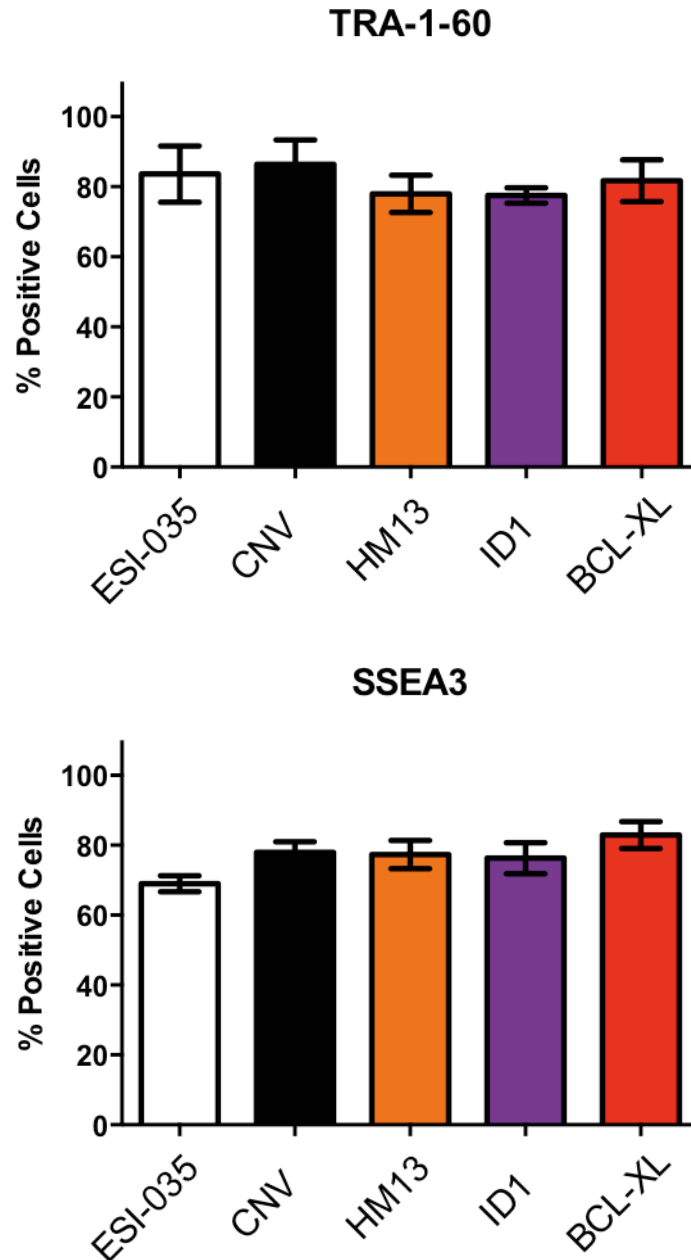 TRA-1-60
% Positive Cells
100
80
60
40
20
0
ESI-035
CNV
HM13
ID1
BCL-XL
SSEA3
% Positive Cells
100
80
60
40
20
0
ESI-035
CNV
HM13
ID1
BCL-XL